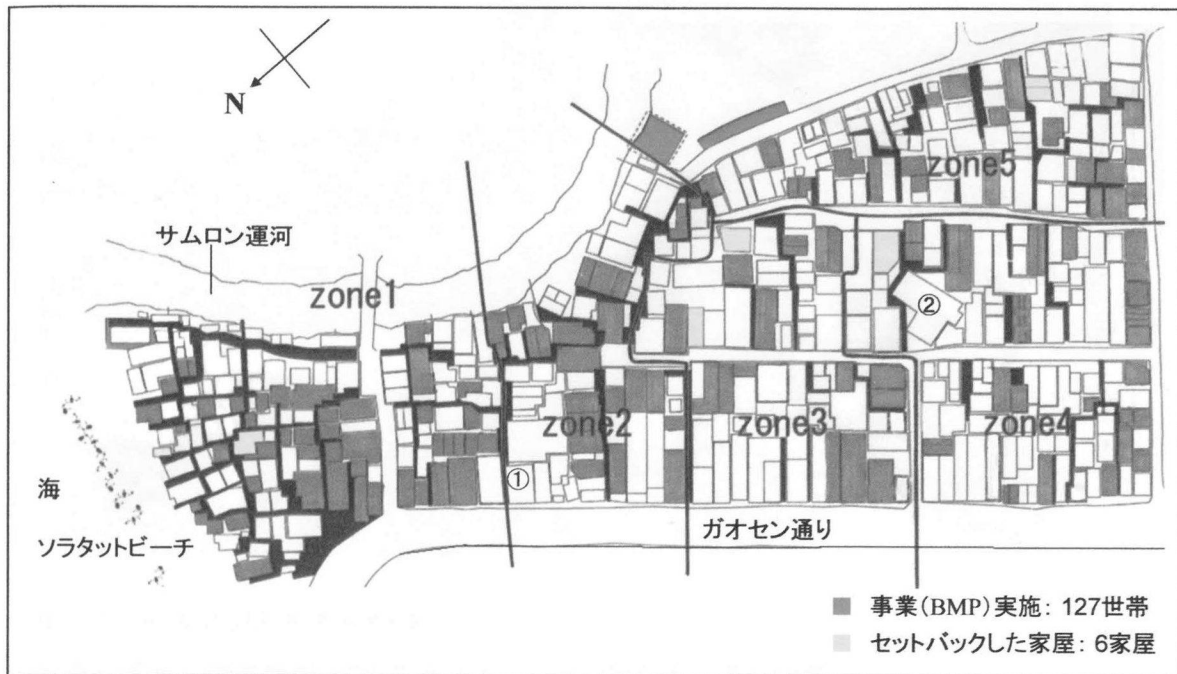 N
サムロン運河
zone1
zone5
②
zone2
zone3
zone4
①
海
ソラタットビーチ
ガオセン通り
事業(BMP)実施: 127世帯
セットバックした家屋: 6家屋